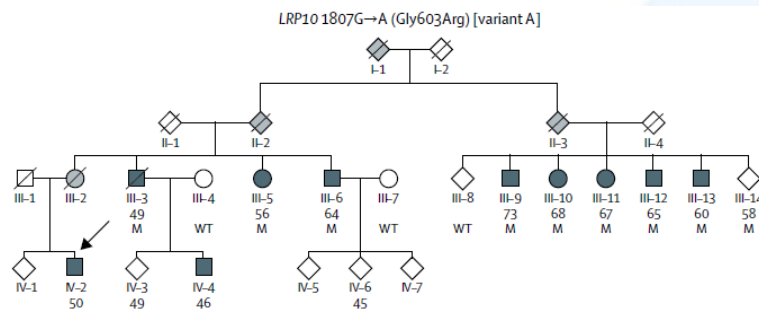 LRP10 1807G→A (Gly603Arg) [variant A]
I–1 I–2
II–1 II–2 II–3 II–4
III–1 III–2 III–3 III–4 III–5 III–6 III–7 III–8 III–9 III–10 III–11 III–12 III–13 III–14
49 56 64 73 68 67 65 60 58
M WT M M WT WT M M M M M M
IV–1 IV–2 IV–3 IV–4 IV–5 IV–6 IV–7
50 49 46 45